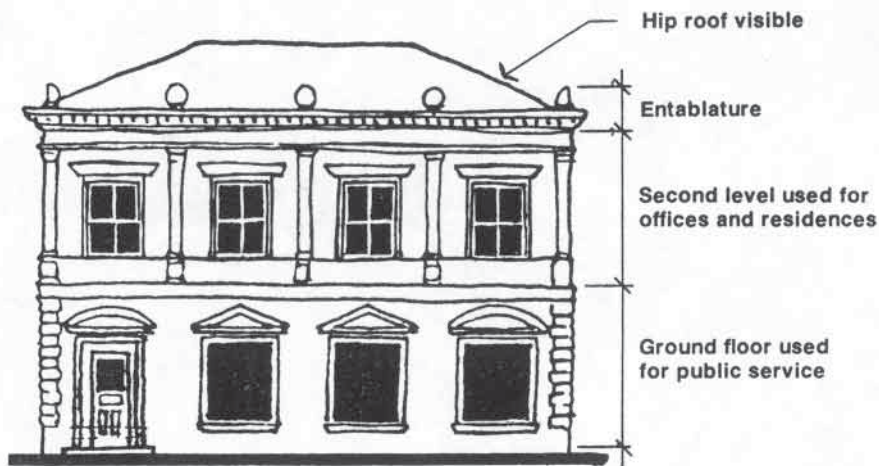 Hip roof visible
Entablature
Second level used for
offices and residences
Ground floor used
for public service